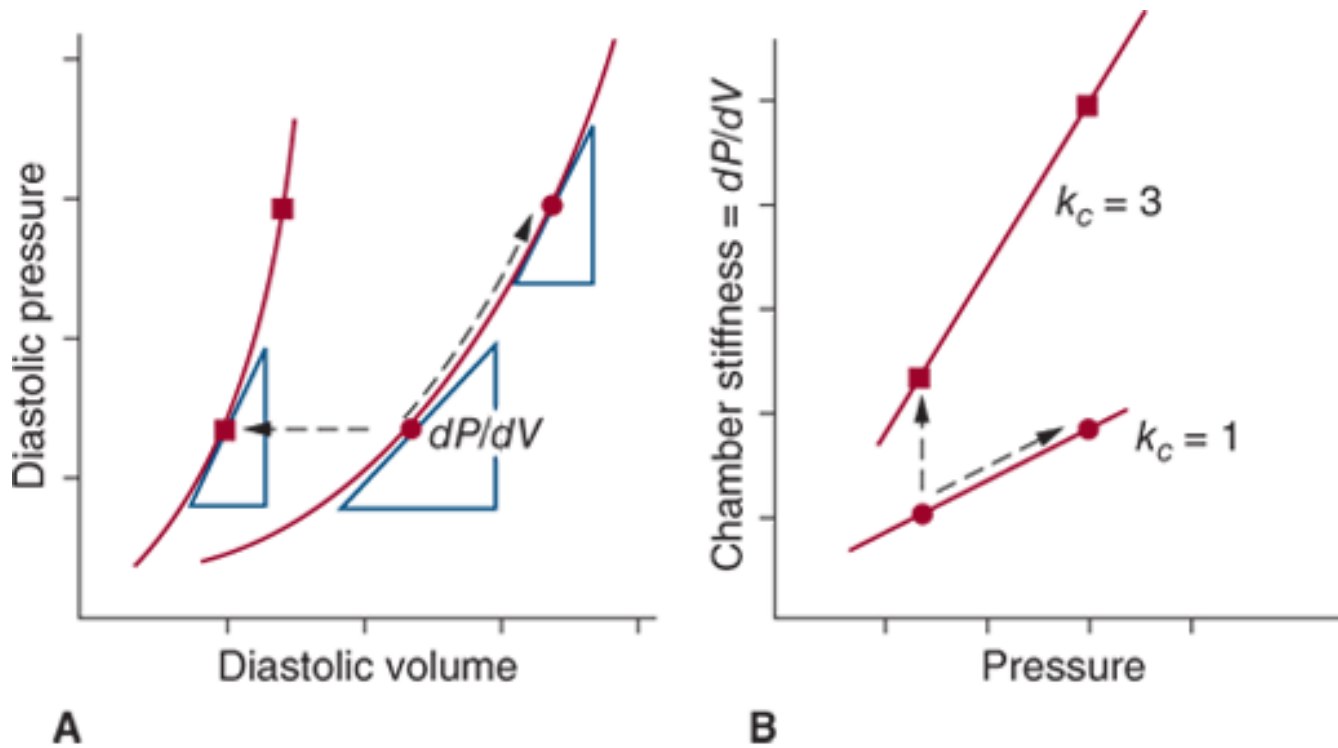 Diastolic pressure
dP/dV
Diastolic volume
A
Chamber stiffness = dP/dV
k_c = 3
k_c = 1
Pressure
B